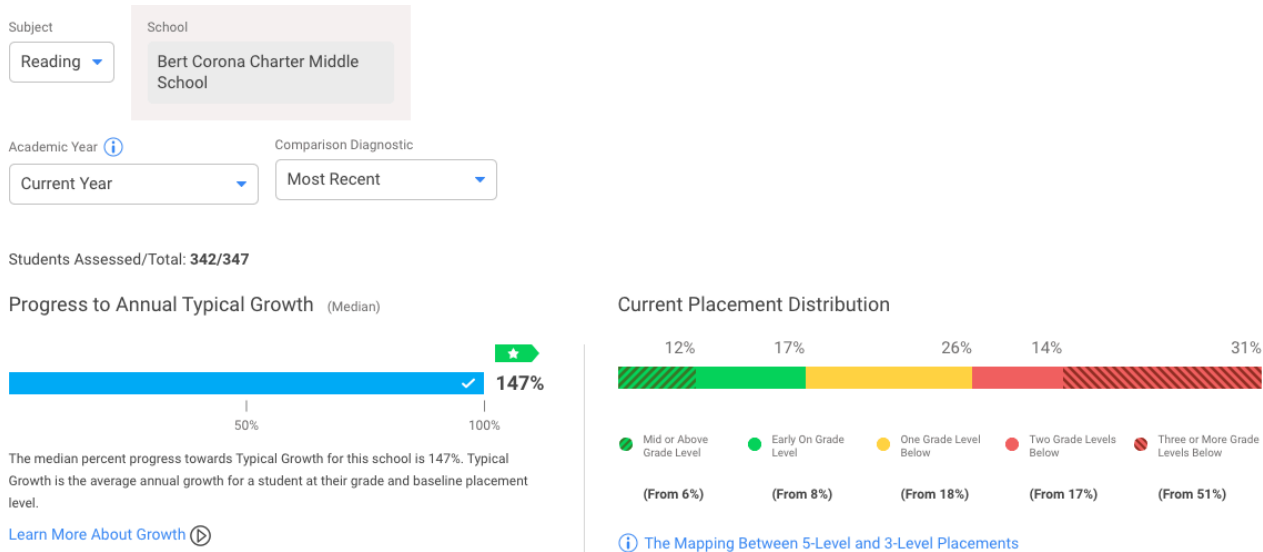 Subject
School
Reading
Bert Corona Charter Middle
School
Academic Year
Comparison Diagnostic
Current Year
Most Recent
Students Assessed/Total: 342/347
Progress to Annual Typical Growth (Median)
147%
50%
100%
The median percent progress towards Typical Growth for this school is 147%. Typical
Growth is the average annual growth for a student at their grade and baseline placement
level.
Learn More About Growth
Current Placement Distribution
12%
17%
26%
14%
31%
Mid or Above
Grade Level
Early On Grade
Level
One Grade Level
Below
Two Grade Levels
Below
Three or More Grade
Levels Below
(From 6%)
(From 8%)
(From 18%)
(From 17%)
(From 51%)
The Mapping Between 5-Level and 3-Level Placements